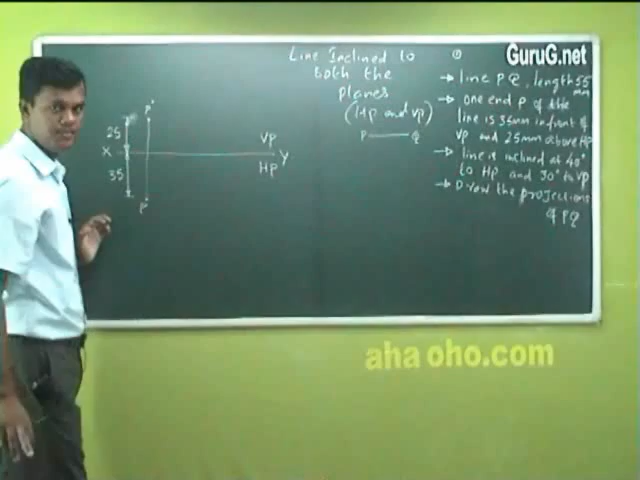 Line Inclined to
both the
planes
(HP and VP)
P Q
①
GuruG.net
→ line PQ, length 55
mm
→ one end P of the
line is 35mm infront of
VP and 25mm above HP
→ line is inclined at 40°
to HP and 30° to VP
→ Draw the projections
of PQ
P'
25
VP
X Y
HP
35
P
aha oho.com